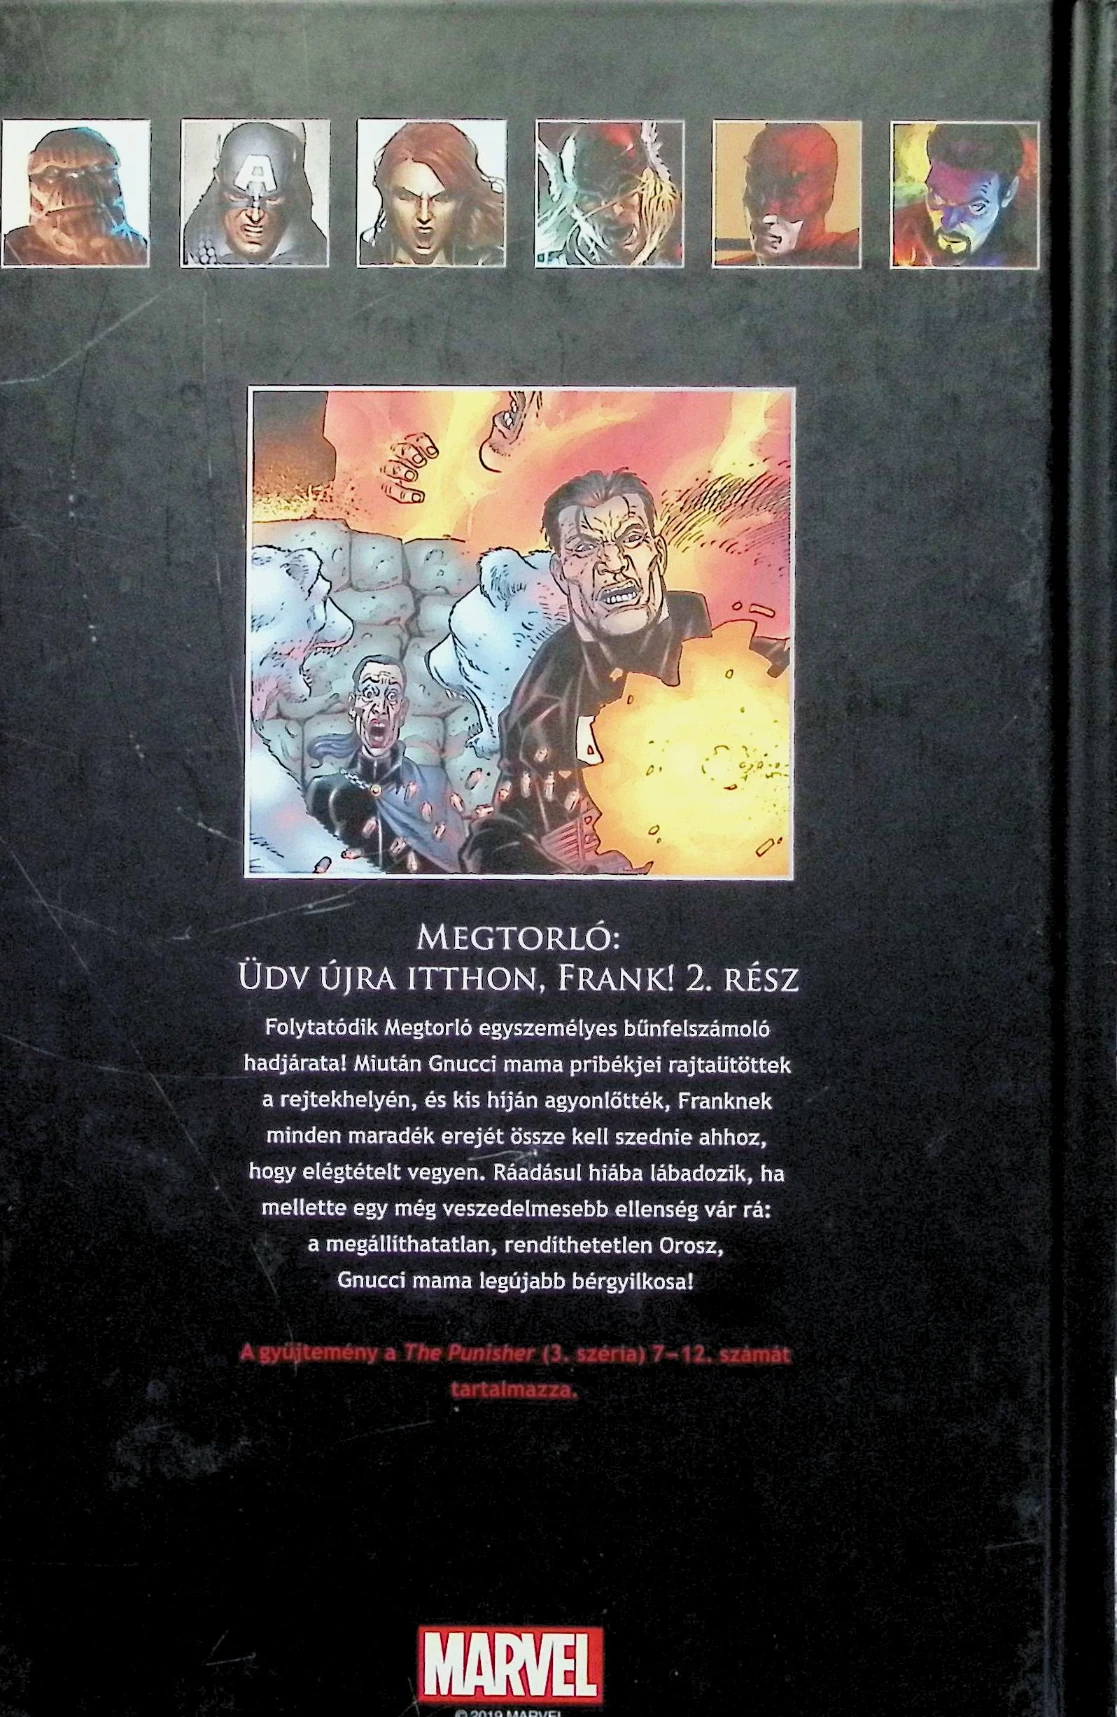 A
MEGTORLÓ:
ÜDV ÚJRA ITTHON, FRANK! 2. RÉSZ
Folytatódik Megtorló egyszemélyes bűnfelszámoló
hadjárata! Miután Gnucci mama pribékjei rajtaütöttek
a rejtekhelyén, és kis híján agyonlőtték, Franknek
minden maradék erejét össze kell szednie ahhoz,
hogy elégtételt vegyen. Ráadásul hiába lábadozik, ha
mellette egy még veszedelmesebb ellenség vár rá:
a megállíthatatlan, rendíthetetlen Orosz,
Gnucci mama legújabb bérgyilkosa!
A gyűjtemény a The Punisher (3. széria) 7–12. számát
tartalmazza.
MARVEL
© 2019 MARVEL